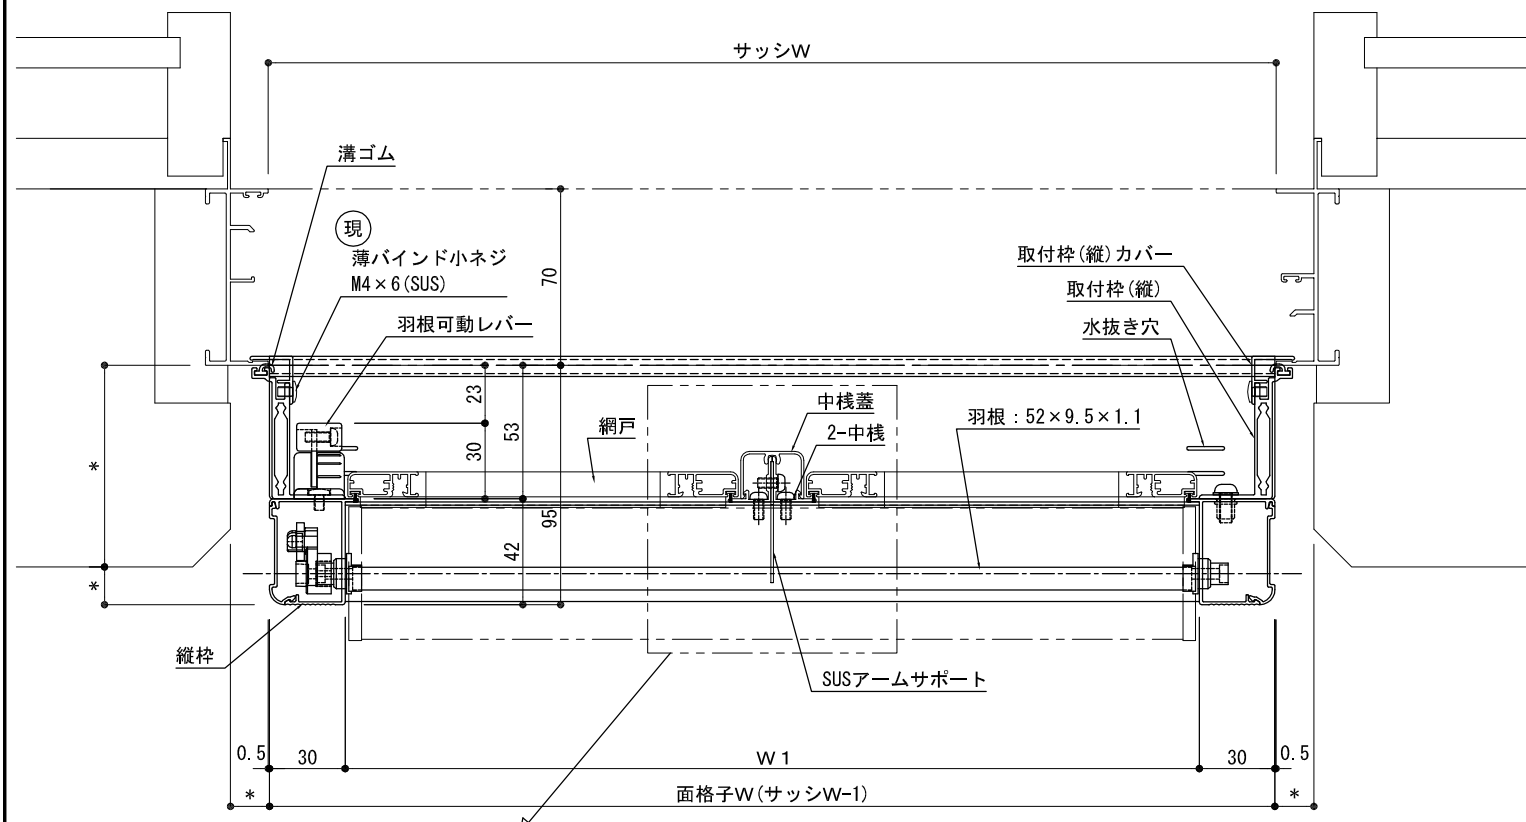 サッシW
溝ゴム
現
薄バインド小ネジ
M4×6(SUS)
羽根可動レバー
70
取付枠(縦)カバー
取付枠(縦)
水抜き穴
23
30
53
網戸
中桟蓋
2-中桟
羽根:52×9.5×1.1
*
95
42
*
縦枠
SUSアームサポート
0.5
30
W1
30
0.5
*
面格子W(サッシW-1)
*